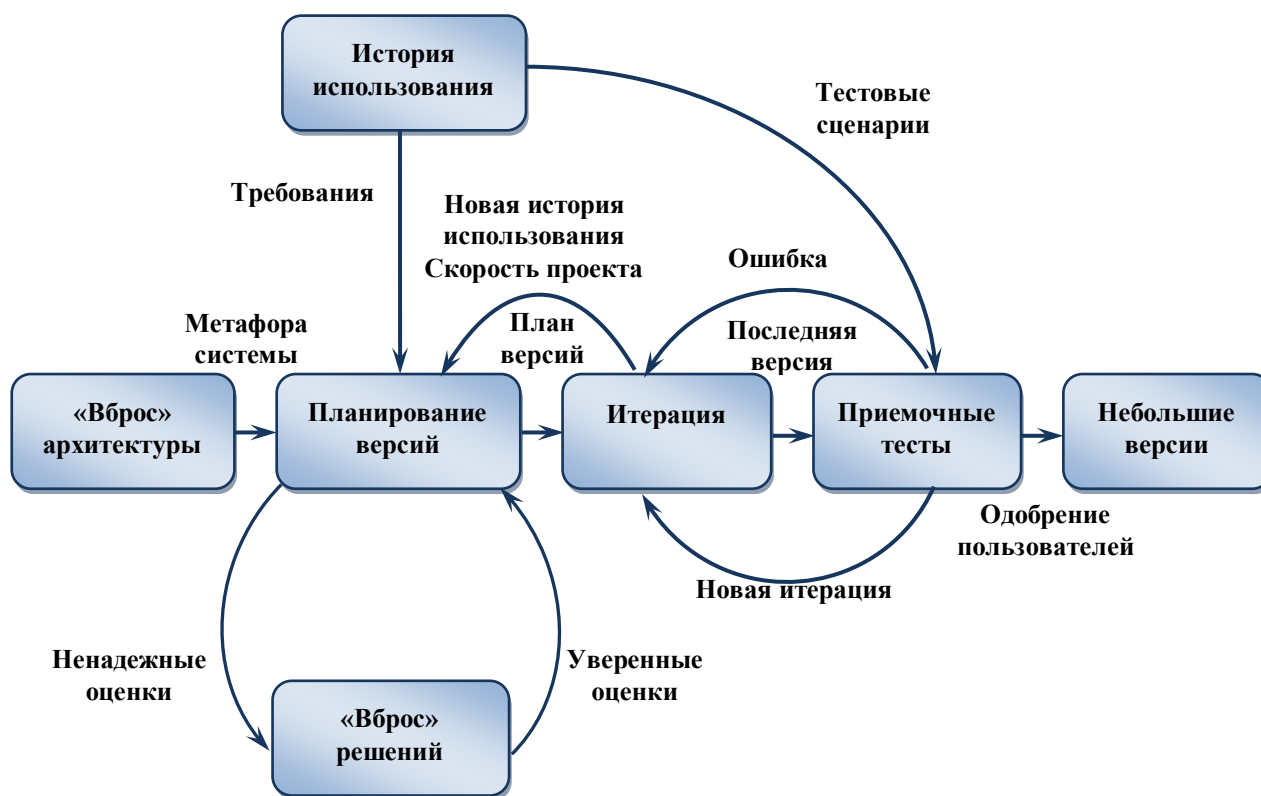 История
использования
Тестовые
сценарии
Требования
Новая история
использования
Скорость проекта
Ошибка
Метафора
системы
План
версий
Последняя
версия
«Вброс»
архитектуры
Планирование
версий
Итерация
Приемочные
тесты
Небольшие
версии
Одобрение
пользователей
Новая итерация
Ненадежные
оценки
Уверенные
оценки
«Вброс»
решений